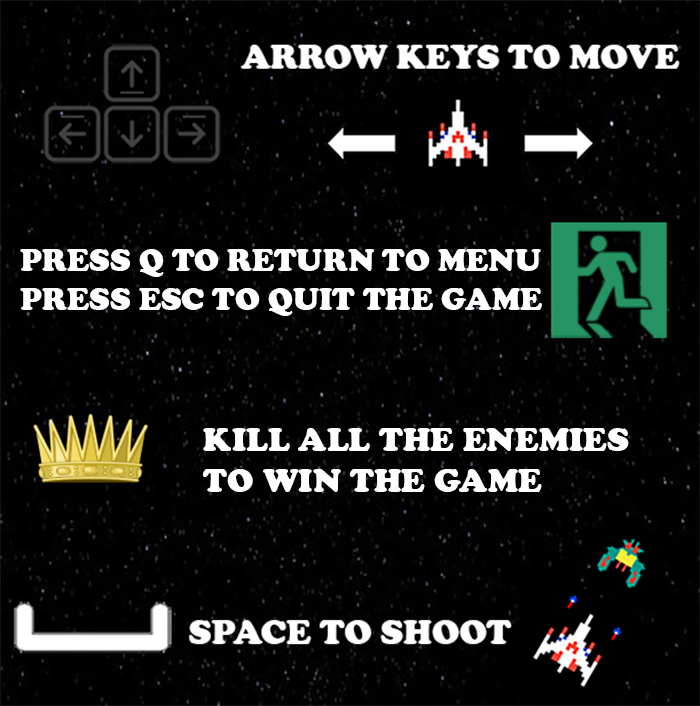 ARROW KEYS TO MOVE
PRESS Q TO RETURN TO MENU
PRESS ESC TO QUIT THE GAME
KILL ALL THE ENEMIES
TO WIN THE GAME
SPACE TO SHOOT